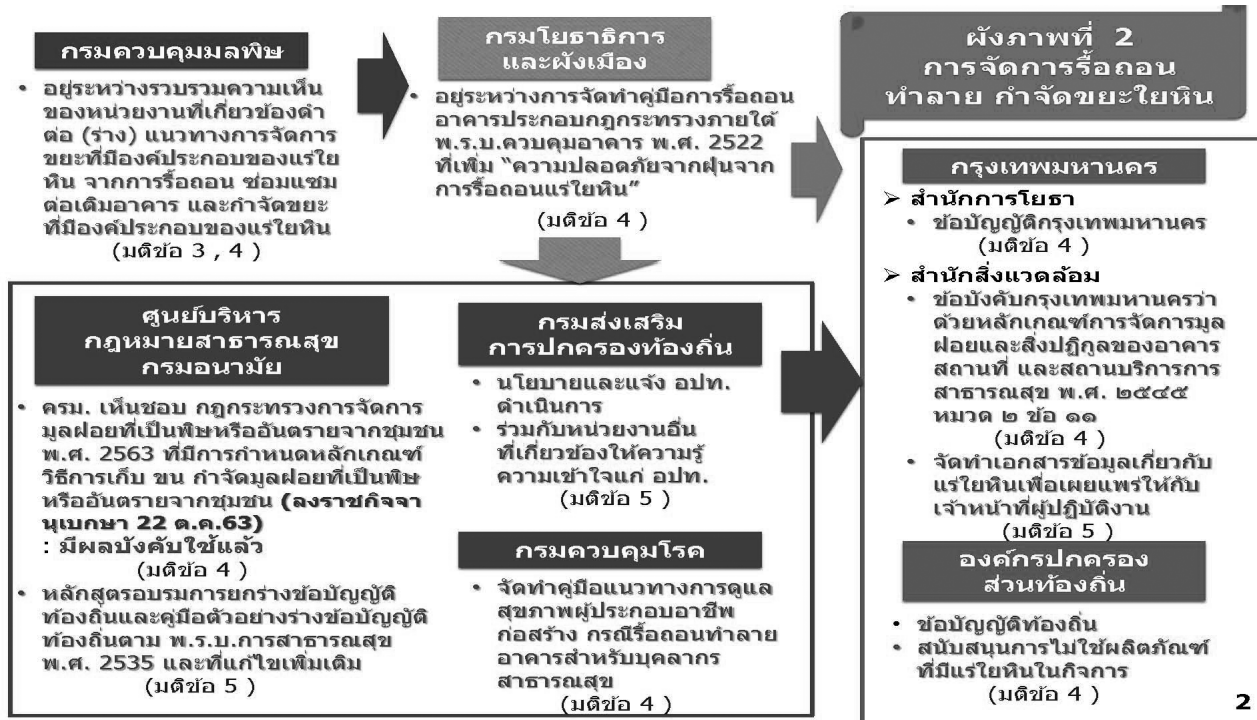 กรมควบคุมมลพิษ
• อยู่ระหว่างรวบรวมความเห็น
ของหน่วยงานที่เกี่ยวข้องดำ
ต่อ (ร่าง) แนวทางการจัดการ
ขยะที่มีองค์ประกอบของแร่ใย
หิน จากการรื้อถอน ซ่อมแซม
ต่อเติมอาคาร และกำจัดขยะ
ที่มีองค์ประกอบของแร่ใยหิน
(มติข้อ 3 , 4 )
กรมโยธาธิการ
และผังเมือง
• อยู่ระหว่างการจัดทำคู่มือการรื้อถอน
อาคารประกอบกฎกระทรวงภายใต้
พ.ร.บ.ควบคุมอาคาร พ.ศ. 2522
ที่เพิ่ม “ความปลอดภัยจากฝุ่นจาก
การรื้อถอนแร่ใยหิน”
(มติข้อ 4 )
ผังภาพที่ 2
การจัดการรื้อถอน
ทำลาย กำจัดขยะใยหิน
ศูนย์บริหาร
กฎหมายสาธารณสุข
กรมอนามัย
• ครม. เห็นชอบ กฎกระทรวงการจัดการ
มูลฝอยที่เป็นพิษหรืออันตรายจากชุมชน
พ.ศ. 2563 ที่มีการกำหนดหลักเกณฑ์
วิธีการเก็บ ขน กำจัดมูลฝอยที่เป็นพิษ
หรืออันตรายจากชุมชน (ลงราชกิจจา
นุเบกษา 22 ต.ค.63)
: มีผลบังคับใช้แล้ว
(มติข้อ 4 )
• หลักสูตรอบรมการยกร่างข้อบัญญัติ
ท้องถิ่นและคู่มือตัวอย่างร่างข้อบัญญัติ
ท้องถิ่นตาม พ.ร.บ.การสาธารณสุข
พ.ศ. 2535 และที่แก้ไขเพิ่มเติม
(มติข้อ 5 )
กรมส่งเสริม
การปกครองท้องถิ่น
• นโยบายและแจ้ง อปท.
ดำเนินการ
• ร่วมกับหน่วยงานอื่น
ที่เกี่ยวข้องให้ความรู้
ความเข้าใจแก่ อปท.
(มติข้อ 5 )
กรมควบคุมโรค
• จัดทำคู่มือแนวทางการดูแล
สุขภาพผู้ประกอบอาชีพ
ก่อสร้าง กรณีรื้อถอนทำลาย
อาคารสำหรับบุคลากร
สาธารณสุข
(มติข้อ 4 )
กรุงเทพมหานคร
➢ สำนักการโยธา
• ข้อบัญญัติกรุงเทพมหานคร
(มติข้อ 4 )
➢ สำนักสิ่งแวดล้อม
• ข้อบังคับกรุงเทพมหานครว่า
ด้วยหลักเกณฑ์การจัดการมูล
ฝอยและสิ่งปฏิกูลของอาคาร
สถานที่ และสถานบริการการ
สาธารณสุข พ.ศ. ๒๕๔๕
หมวด ๒ ข้อ ๑๑
(มติข้อ 4 )
• จัดทำเอกสารข้อมูลเกี่ยวกับ
แร่ใยหินเพื่อเผยแพร่ให้กับ
เจ้าหน้าที่ผู้ปฏิบัติงาน
(มติข้อ 5 )
องค์กรปกครอง
ส่วนท้องถิ่น
• ข้อบัญญัติท้องถิ่น
• สนับสนุนการไม่ใช้ผลิตภัณฑ์
ที่มีแร่ใยหินในกิจการ
(มติข้อ 4 )
2